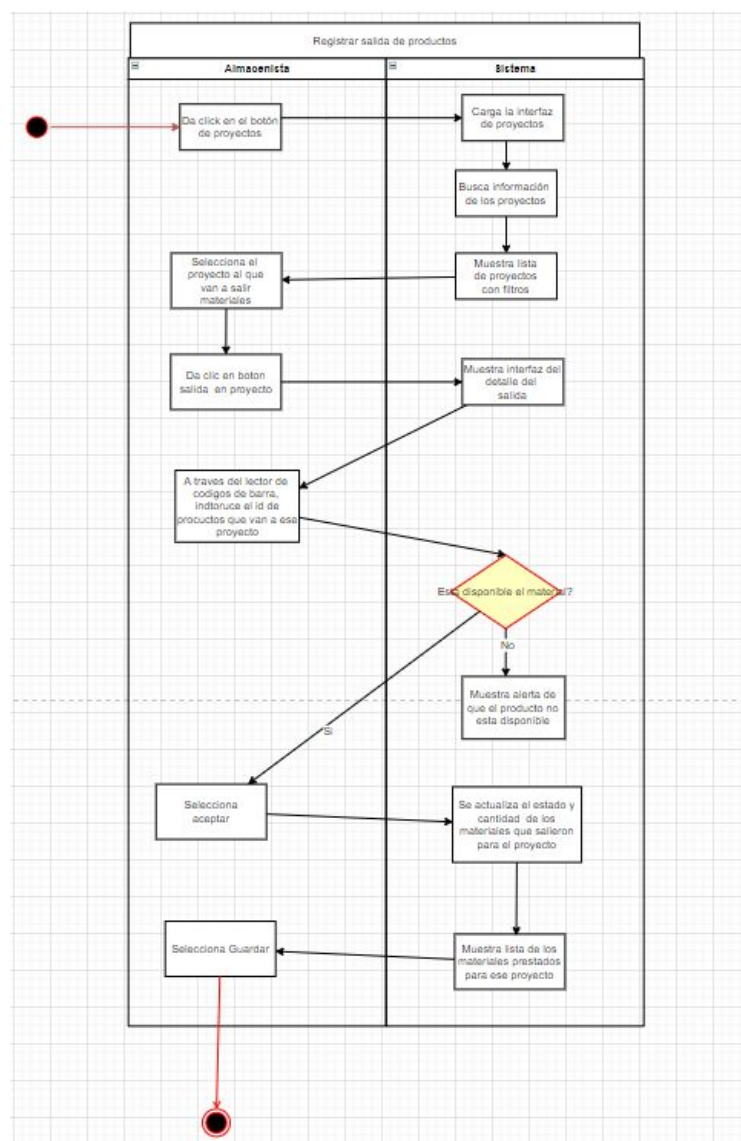 Registrar salida de productos
Almacenista
Sistema
Da click en el botón
de proyectos
Carga la interfaz
de proyectos
Busca información
de los proyectos
Muestra lista
de proyectos
con filtros
Selecciona el
proyecto al que
van a salir
materiales
Da clic en boton
salida en proyecto
Muestra interfaz del
detalle del
salida
A traves del lector de
codigos de barra,
indtoruce el id de
productos que van a ese
proyecto
Está disponible el material?
No
Muestra alerta de
que el producto no
esta disponible
Si
Selecciona
aceptar
Se actualiza el estado y
cantidad de los
materiales que salieron
para el proyecto
Muestra lista de los
materiales prestados
para ese proyecto
Selecciona Guardar